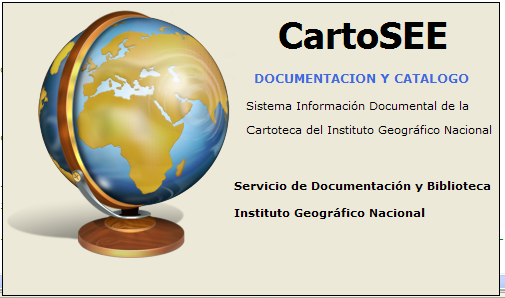 CartoSEE
DOCUMENTACION Y CATALOGO
Sistema Información Documental de la
Cartoteca del Instituto Geográfico Nacional
Servicio de Documentación y Biblioteca
Instituto Geográfico Nacional